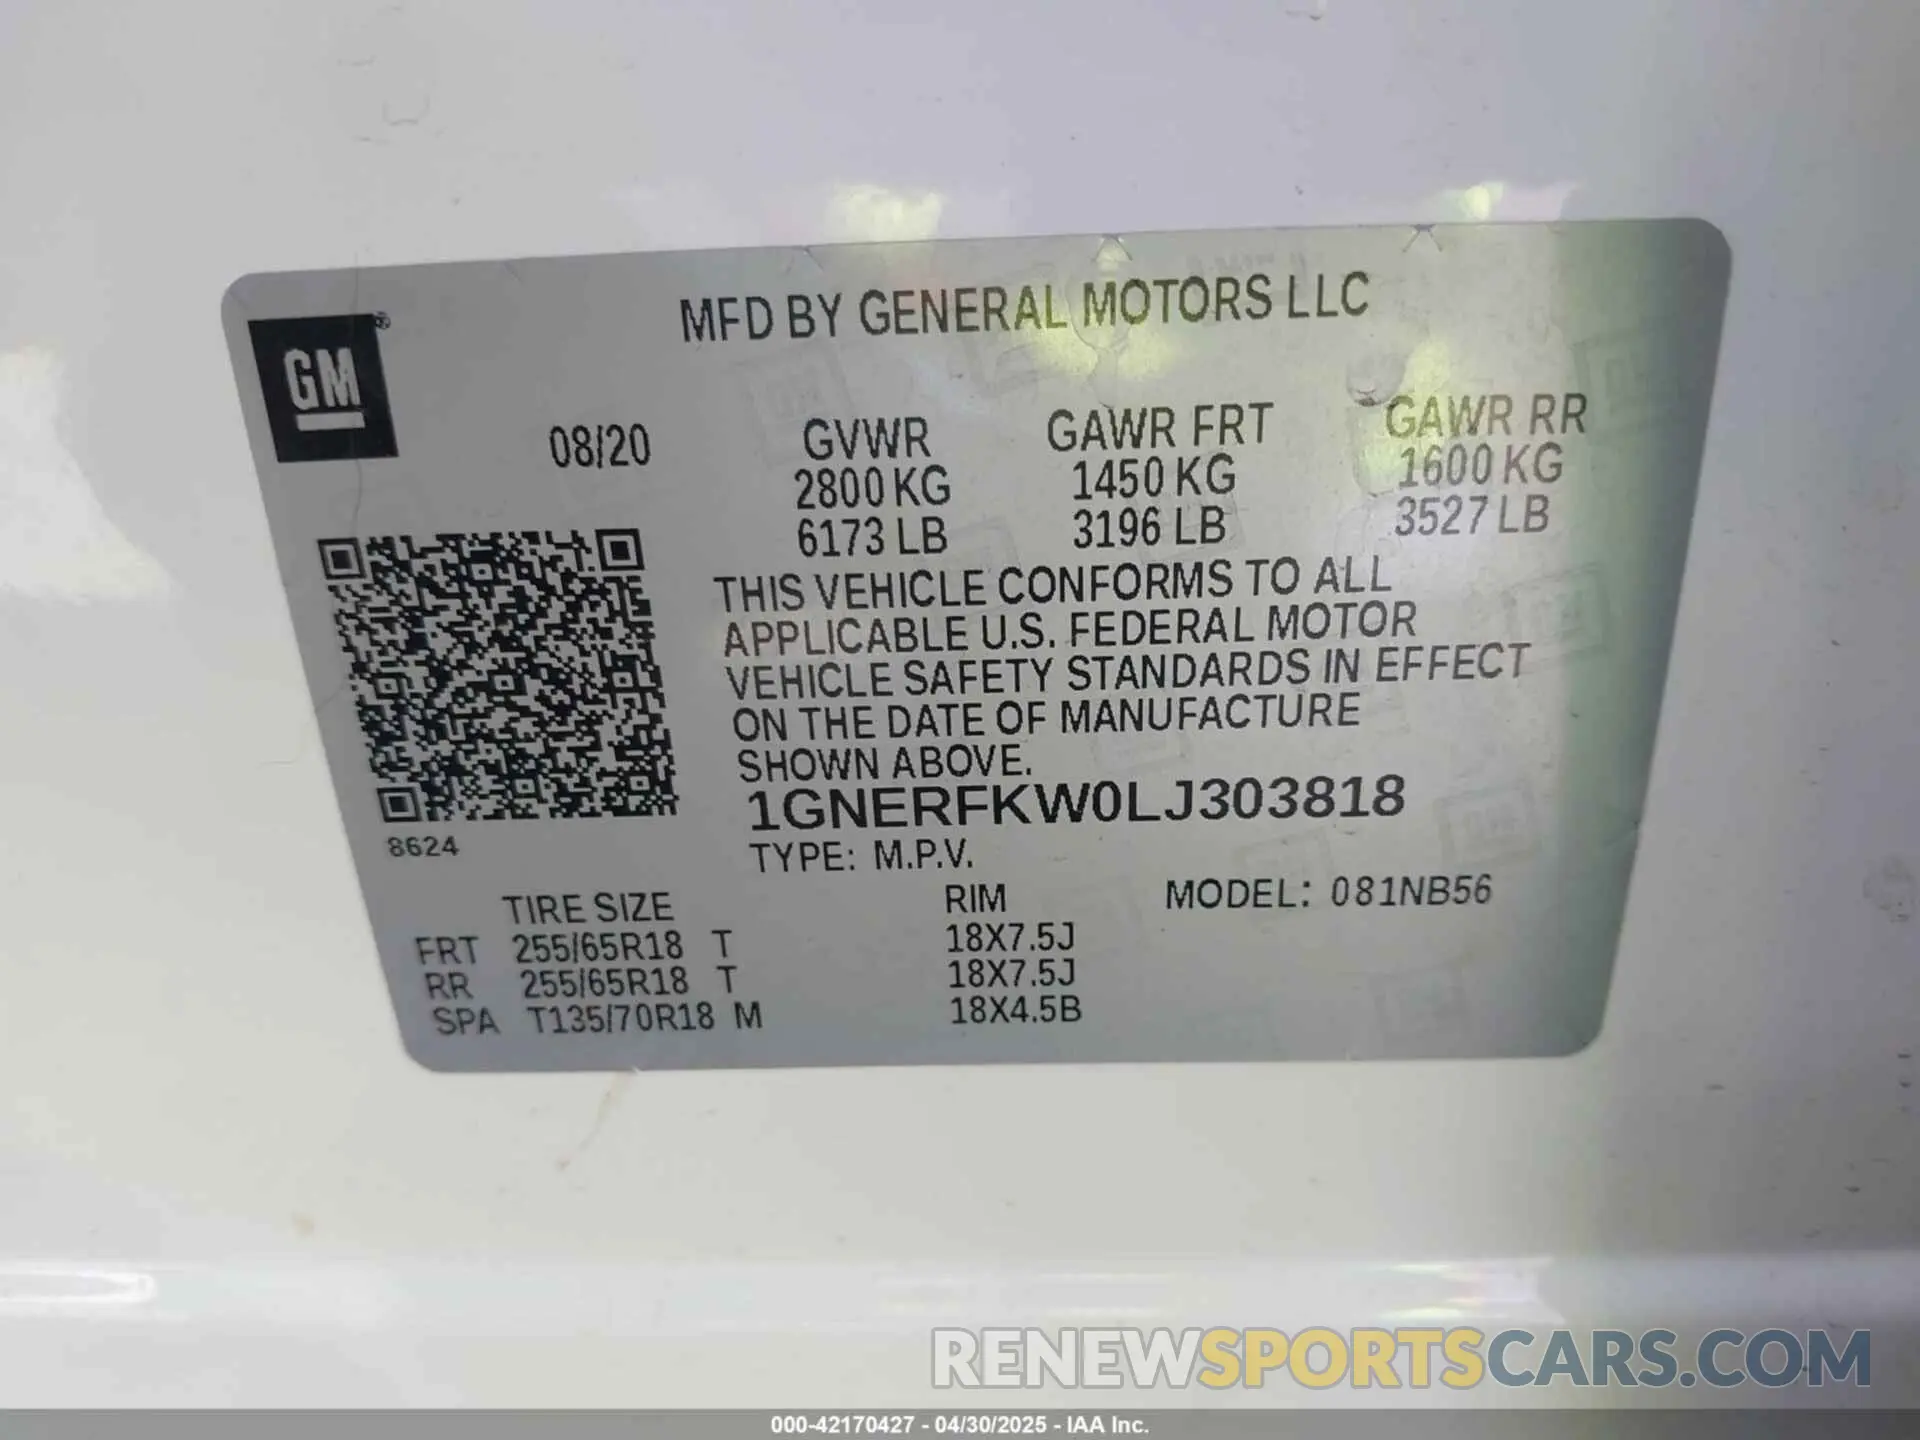 MFD BY GENERAL MOTORS LLC
GM ®
08/20 GVWR GAWR FRT GAWR RR
2800 KG 1450 KG 1600 KG
6173 LB 3196 LB 3527 LB
THIS VEHICLE CONFORMS TO ALL
APPLICABLE U.S. FEDERAL MOTOR
VEHICLE SAFETY STANDARDS IN EFFECT
ON THE DATE OF MANUFACTURE
SHOWN ABOVE.
1GNERFKW0LJ303818
8624
TYPE: M.P.V.
TIRE SIZE RIM MODEL: 081NB56
FRT 255/65R18 T 18X7.5J
RR 255/65R18 T 18X7.5J
SPA T135/70R18 M 18X4.5B
RENEWSPORTSCARS.COM
000-42170427 - 04/30/2025 - IAA Inc.